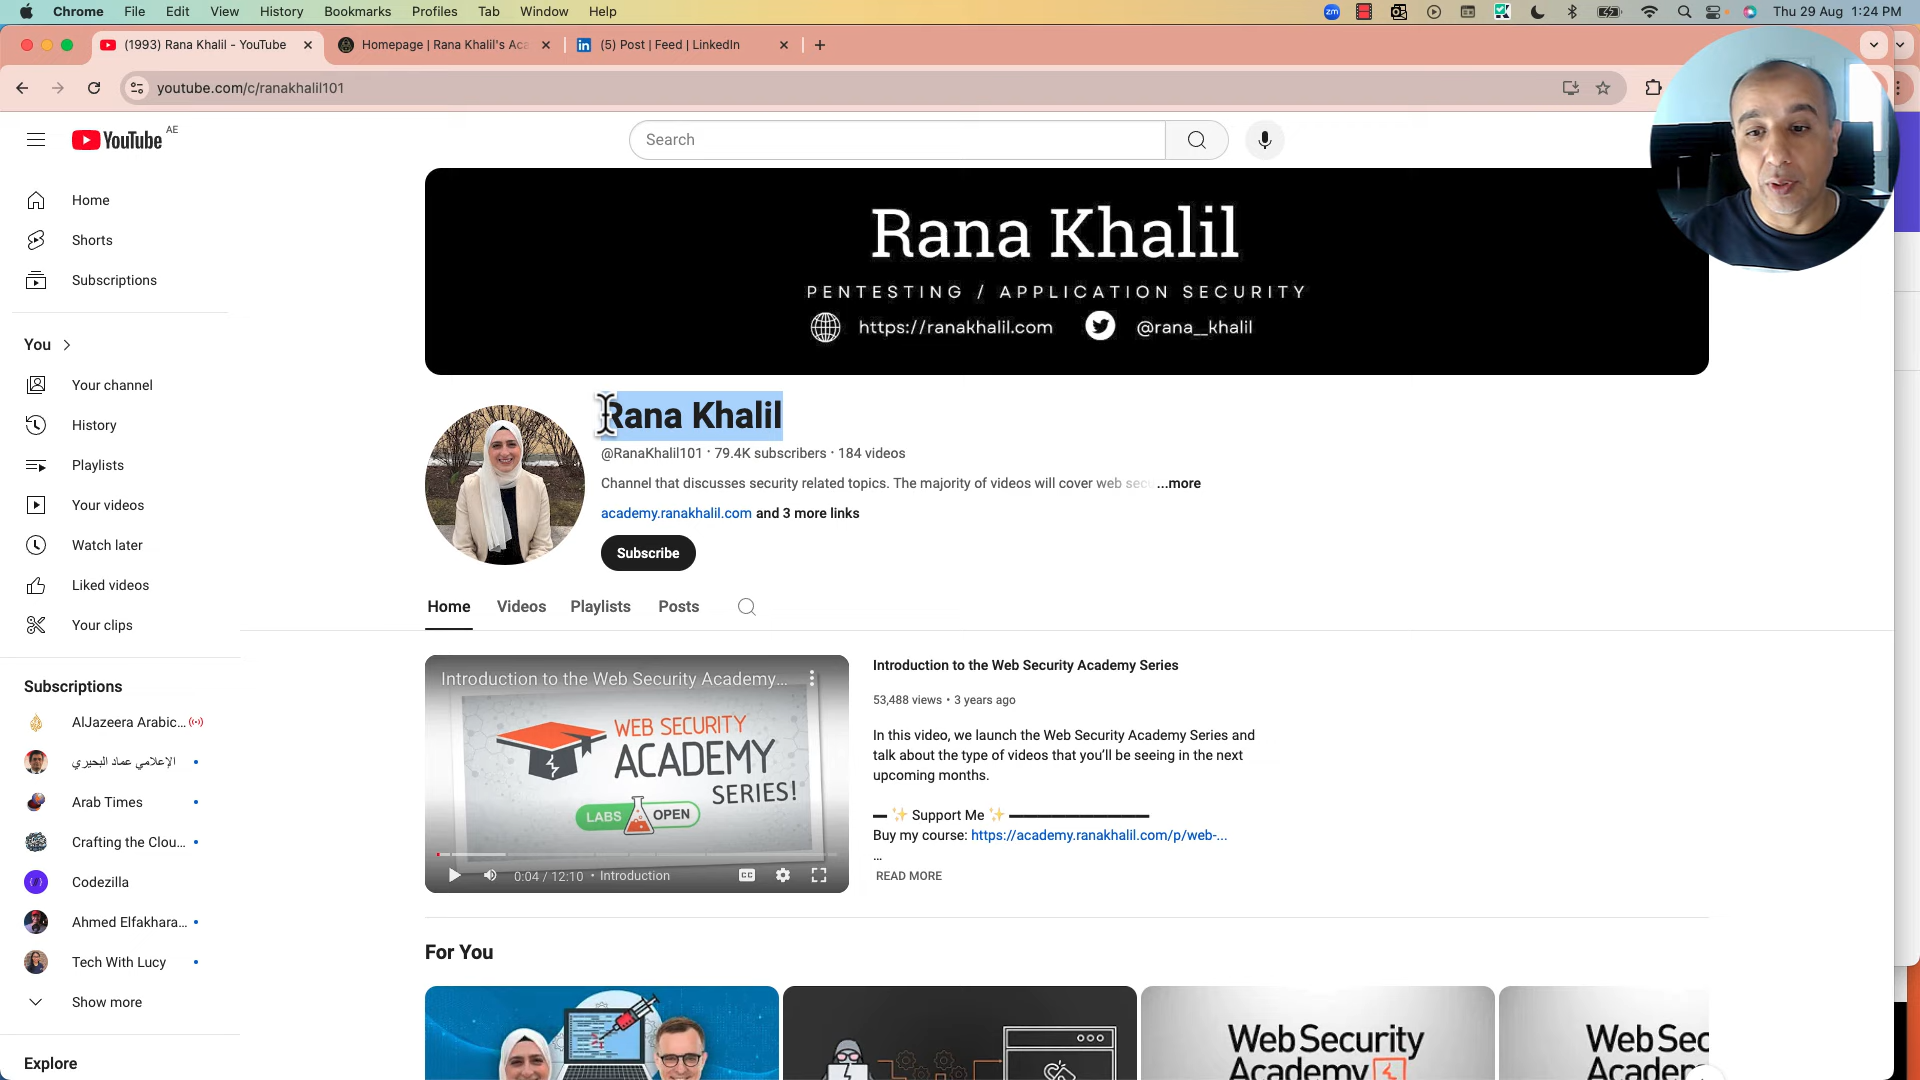 Chrome File Edit View History Bookmarks Profiles Tab Window Help
zm
Thu 29 Aug 1:24 PM
(1993) Rana Khalil - YouTube
Homepage | Rana Khalil's Aca
(5) Post | Feed | LinkedIn
youtube.com/c/ranakhalil101
YouTube AE
Search
Rana Khalil
PENTESTING / APPLICATION SECURITY
https://ranakhalil.com @rana__khalil
Home
Shorts
Subscriptions
You
Your channel
History
Playlists
Your videos
Watch later
Liked videos
Your clips
Subscriptions
AlJazeera Arabic...
الإعلامي عماد البحيري
Arab Times
Crafting the Clou...
Codezilla
Ahmed Elfakhara...
Tech With Lucy
Show more
Explore
Rana Khalil
@RanaKhalil101 · 79.4K subscribers · 184 videos
Channel that discusses security related topics. The majority of videos will cover web sec ...more
academy.ranakhalil.com and 3 more links
Subscribe
Home Videos Playlists Posts
Introduction to the Web Security Academy...
WEB SECURITY
ACADEMY
SERIES!
LABS OPEN
0:04 / 12:10 • Introduction
CC
Introduction to the Web Security Academy Series
53,488 views • 3 years ago
In this video, we launch the Web Security Academy Series and
talk about the type of videos that you'll be seeing in the next
upcoming months.
▬ ✨ Support Me ✨ ▬▬▬▬▬▬▬▬▬▬
Buy my course: https://academy.ranakhalil.com/p/web-...
...
READ MORE
For You
Web Security
Academy
Web Sec
Academ